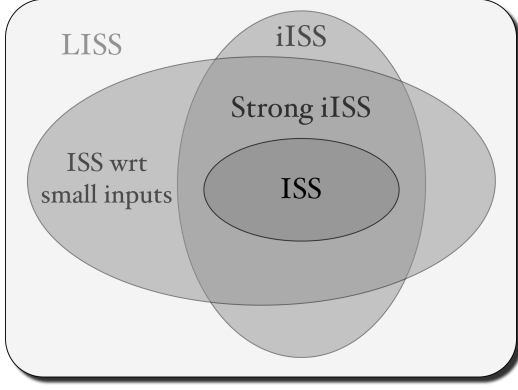 LISS
iISS
Strong iISS
ISS wrt
small inputs
ISS